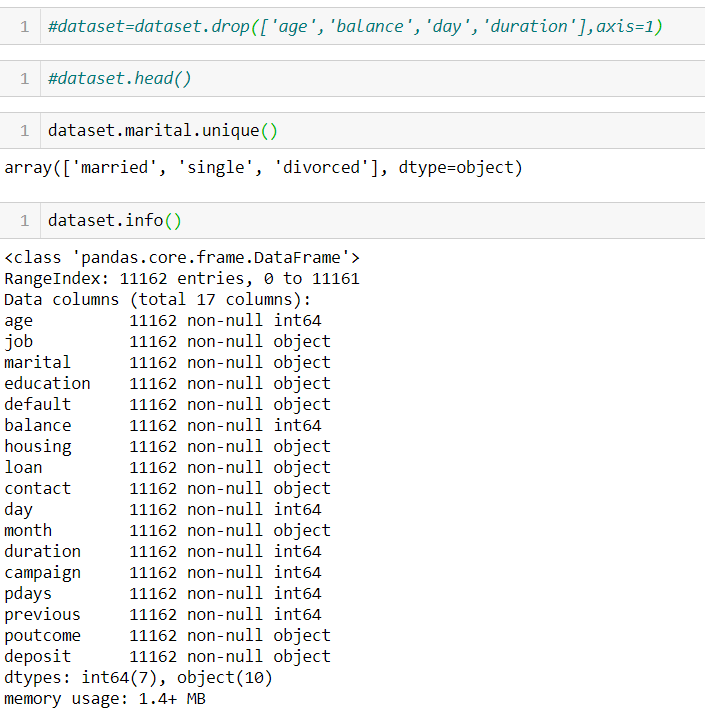 1 #dataset=dataset.drop(['age','balance','day','duration'],axis=1)
1 #dataset.head()
1 dataset.marital.unique()
array(['married', 'single', 'divorced'], dtype=object)
1 dataset.info()
<class 'pandas.core.frame.DataFrame'>
RangeIndex: 11162 entries, 0 to 11161
Data columns (total 17 columns):
age          11162 non-null int64
job          11162 non-null object
marital      11162 non-null object
education    11162 non-null object
default      11162 non-null object
balance      11162 non-null int64
housing      11162 non-null object
loan         11162 non-null object
contact      11162 non-null object
day          11162 non-null int64
month        11162 non-null object
duration     11162 non-null int64
campaign     11162 non-null int64
pdays        11162 non-null int64
previous     11162 non-null int64
poutcome     11162 non-null object
deposit      11162 non-null object
dtypes: int64(7), object(10)
memory usage: 1.4+ MB